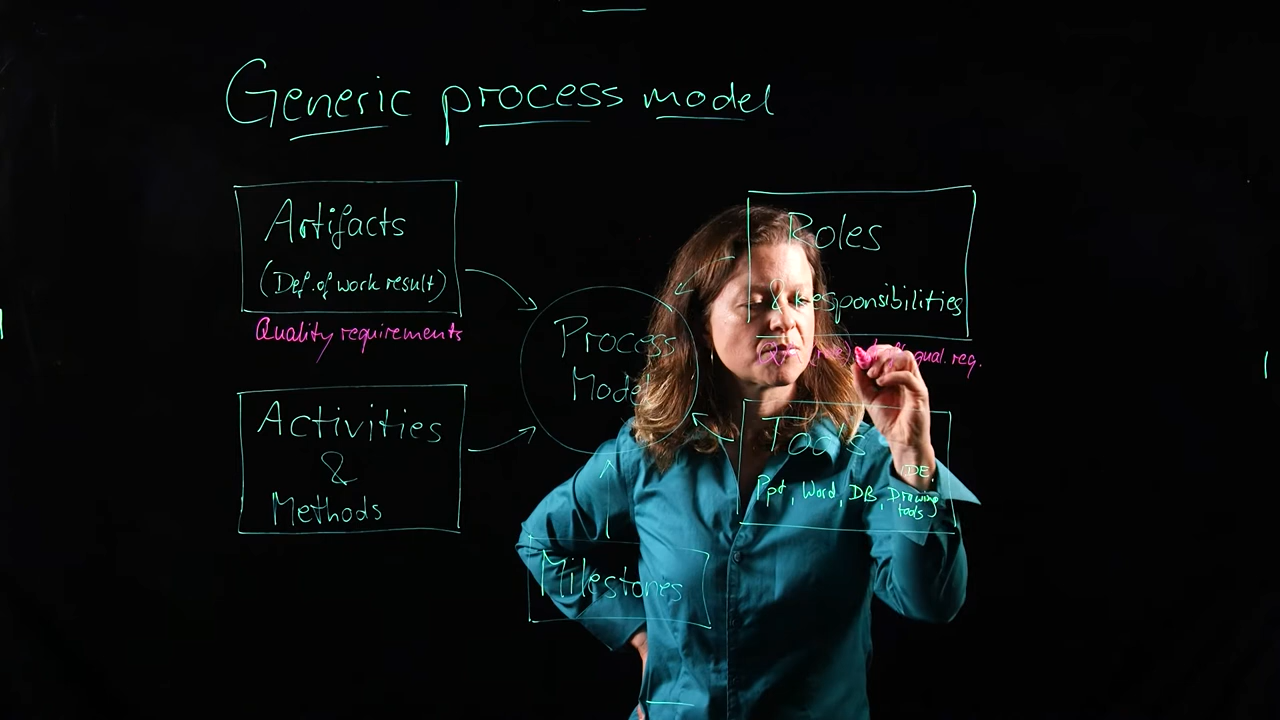 Generic process model
Artifacts
(Def. of work result)
Quality requirements
Activities
&
Methods
Process
Model
Roles
& Responsibilities
qual. req.
Tools
IDE,
Ppt, Word, DB, Drawing
tools
Milestones